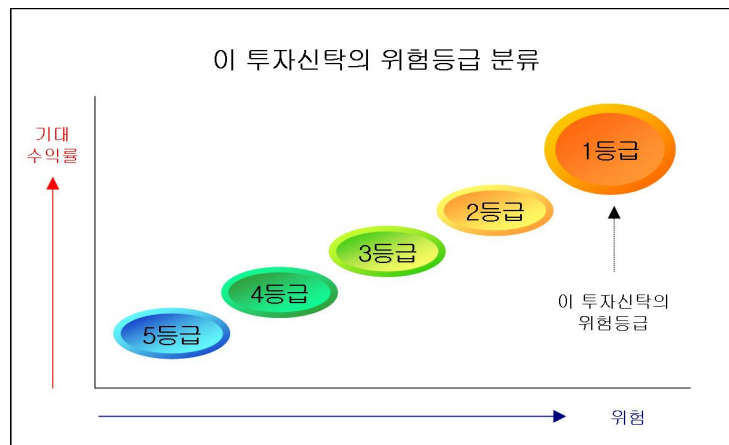 이 투자신탁의 위험등급 분류
기대
수익률
1등급
2등급
3등급
4등급
5등급
이 투자신탁의
위험등급
위험